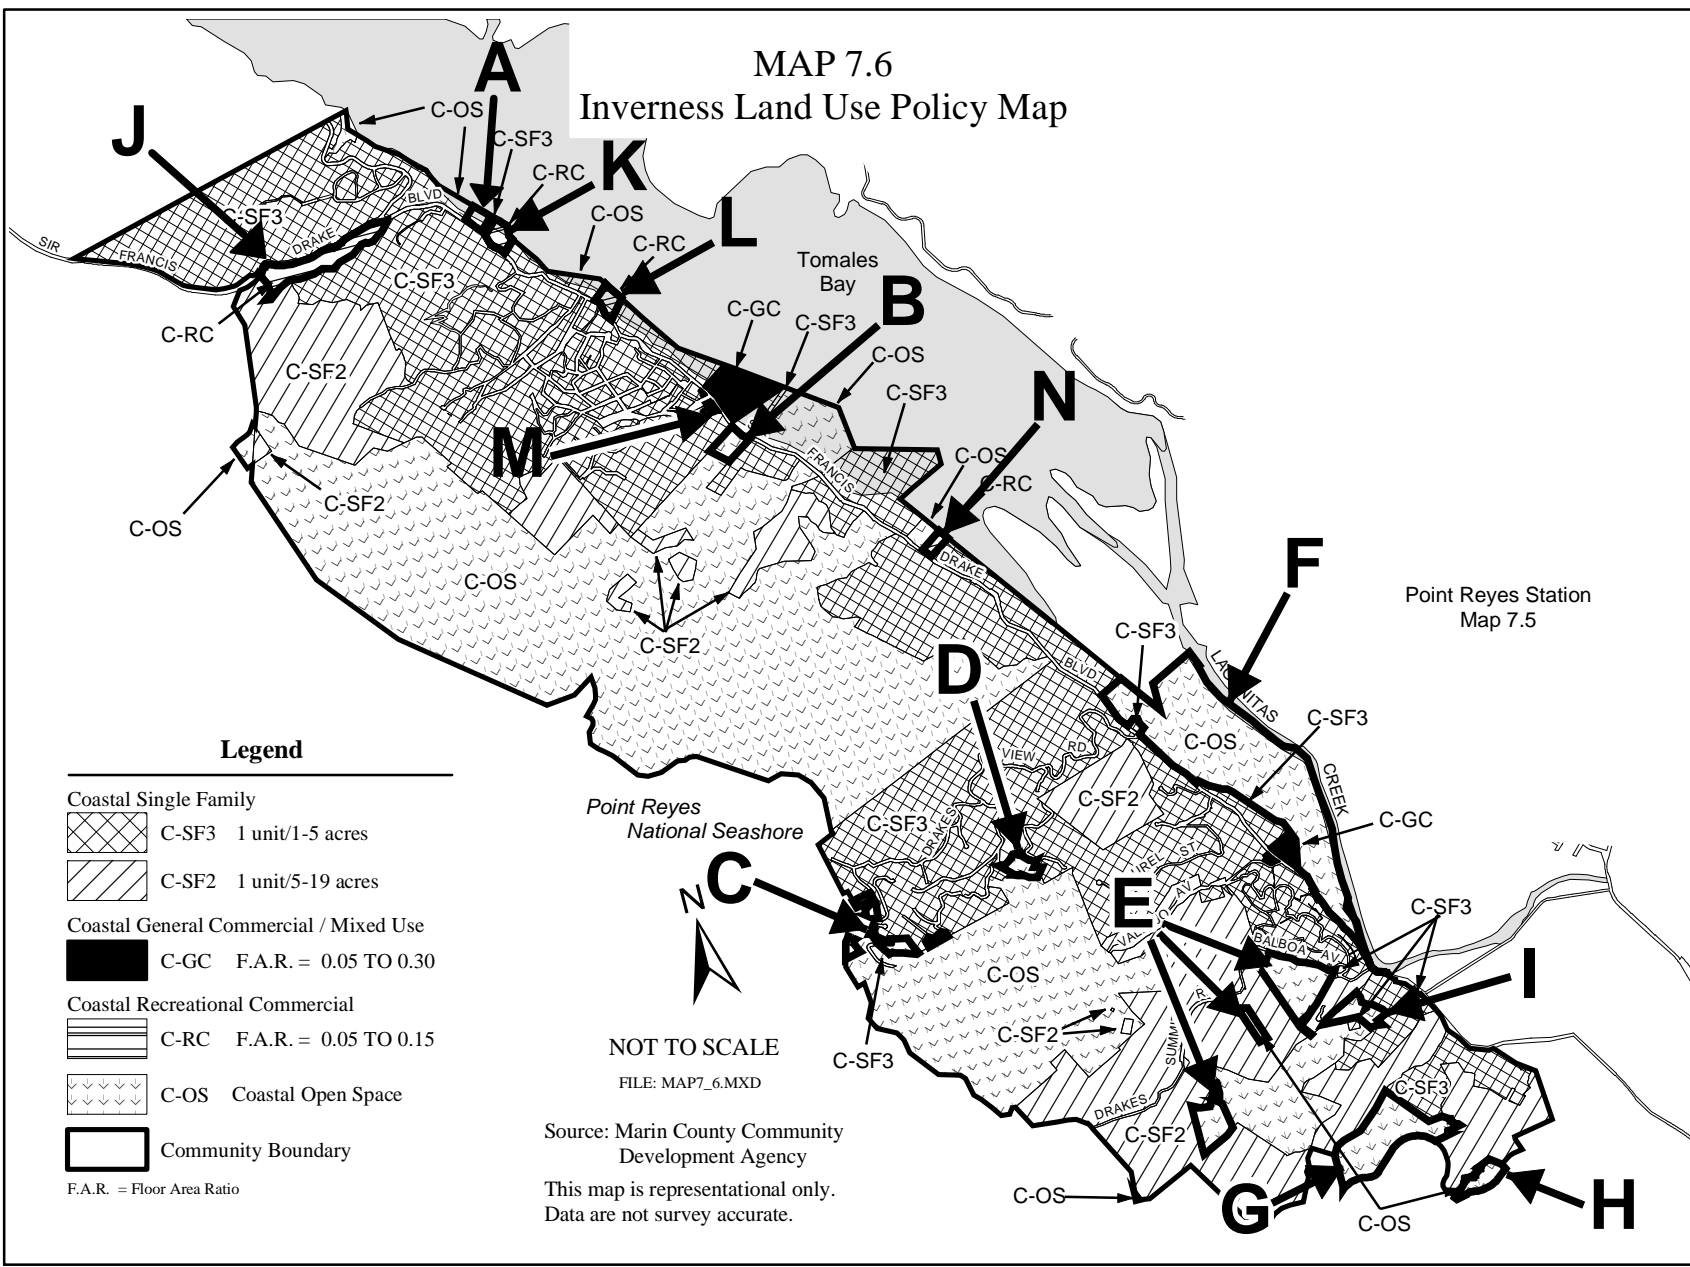 MAP 7.6
Inverness Land Use Policy Map
A
C-OS
C-SF3
J
K
C-RC
BLVD
C-OS
L
C-SF3
C-RC
SIR
FRANCIS
DRAKE
C-SF3
Tomales
Bay
B
C-GC
C-SF3
C-RC
C-OS
C-SF2
C-SF3
N
M
FRANCIS
C-OS
C-RC
C-SF2
C-OS
DRAKE
F
C-OS
Point Reyes Station
Map 7.5
C-SF3
C-SF2
D
BLVD
LAGUNITAS
C-SF3
C-OS
VIEW
RD
CREEK
Legend
Coastal Single Family
C-SF3 1 unit/1-5 acres
C-SF2 1 unit/5-19 acres
Coastal General Commercial / Mixed Use
C-GC F.A.R. = 0.05 TO 0.30
Coastal Recreational Commercial
C-RC F.A.R. = 0.05 TO 0.15
C-OS Coastal Open Space
Community Boundary
F.A.R. = Floor Area Ratio
Point Reyes
National Seashore
C-SF2
C-SF3
DRAKES
C-GC
ST
C
N
E
AV
C-SF3
BALBOA
AV
C-OS
I
C-SF2
C-SF3
NOT TO SCALE
FILE: MAP7_6.MXD
C-SF3
DRAKES
C-SF2
Source: Marin County Community
Development Agency
This map is representational only.
Data are not survey accurate.
C-OS
G
C-OS
H